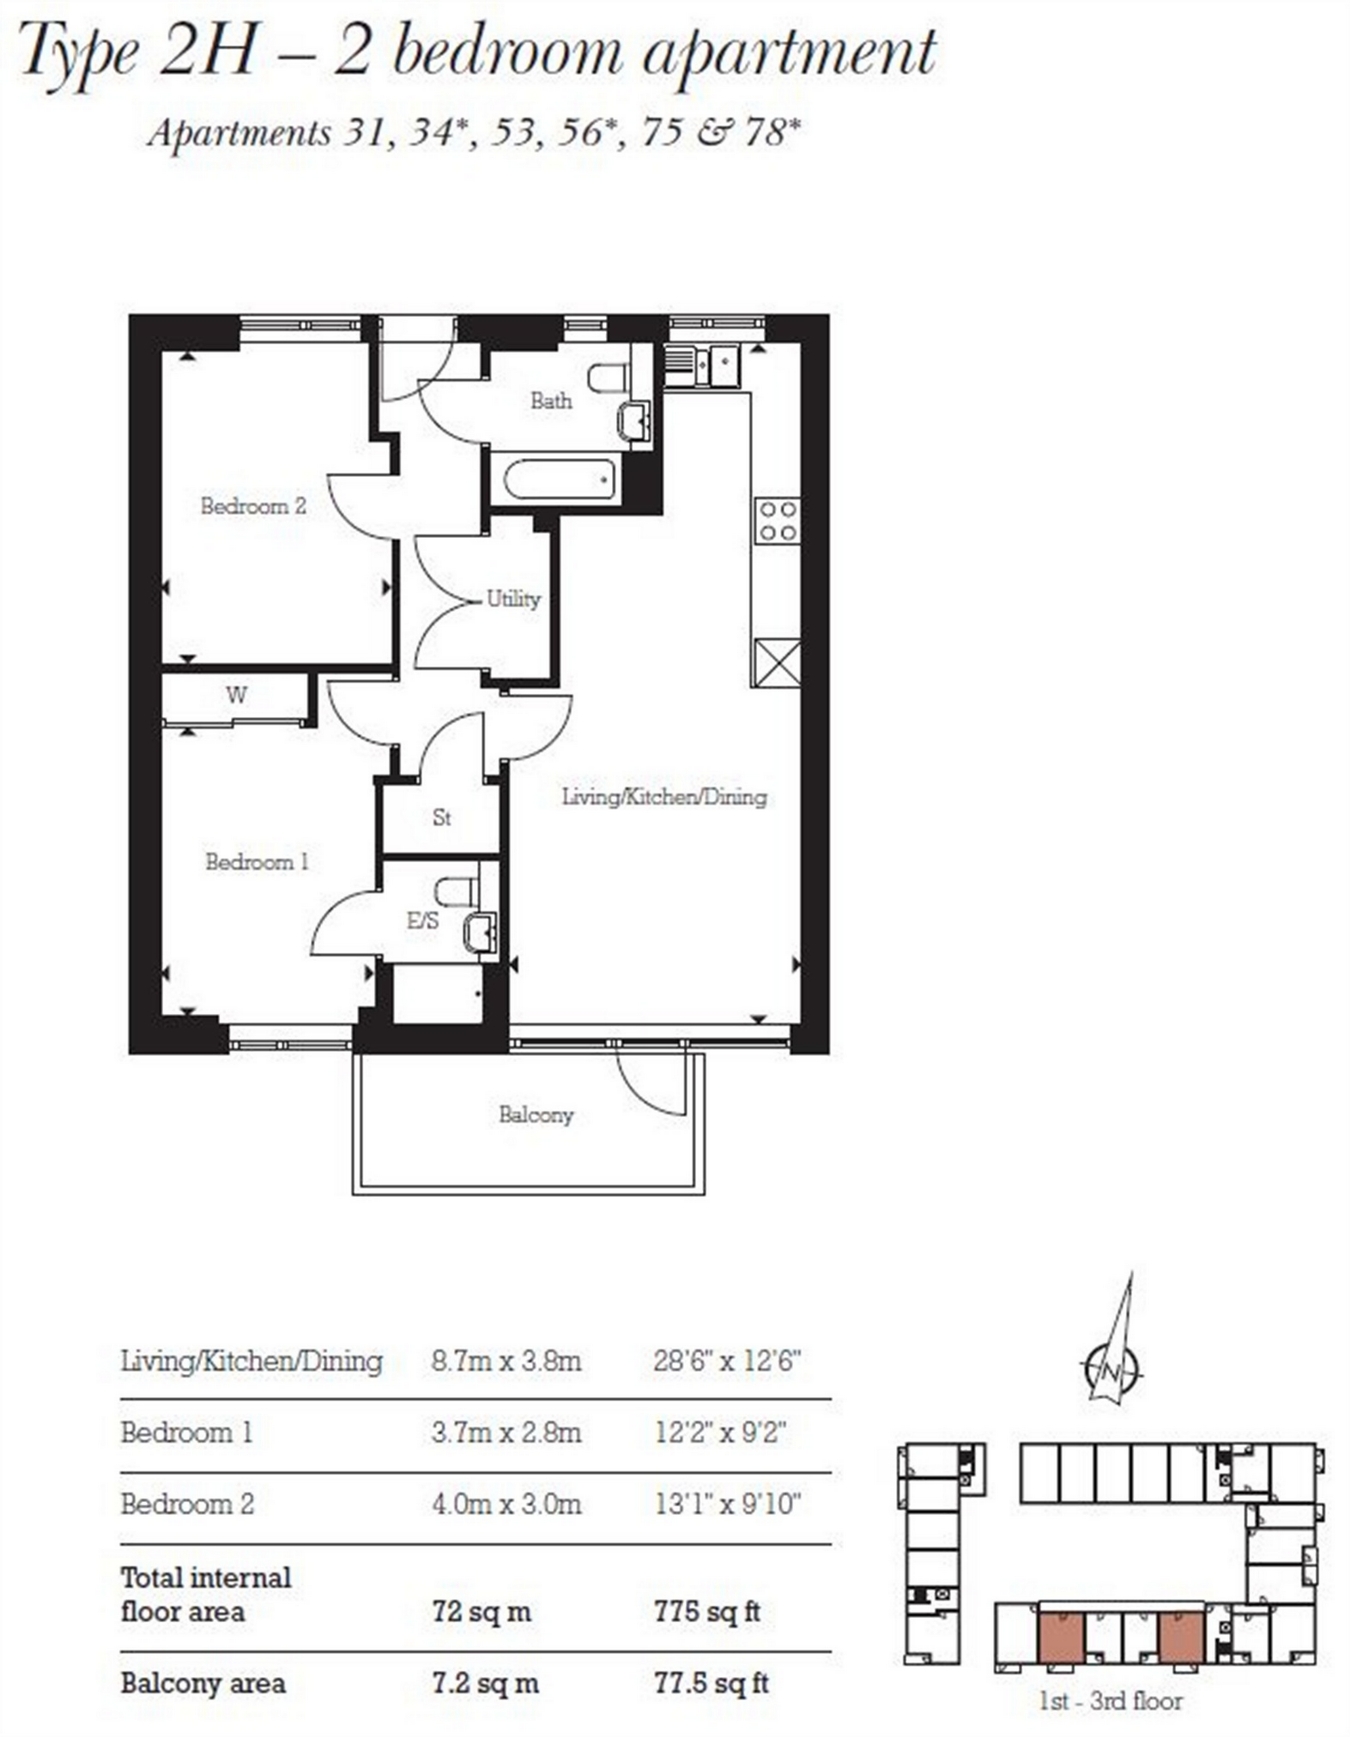 Type 2H – 2 bedroom apartment
Apartments 31, 34*, 53, 56*, 75 & 78*
Bath
Bedroom 2
Utility
W
Living/Kitchen/Dining
St
Bedroom 1
E/S
Balcony
Living/Kitchen/Dining 8.7m x 3.8m 28'6" x 12'6"
Bedroom 1 3.7m x 2.8m 12'2" x 9'2"
Bedroom 2 4.0m x 3.0m 13'1" x 9'10"
Total internal
floor area 72 sq m 775 sq ft
Balcony area 7.2 sq m 77.5 sq ft
N
1st - 3rd floor